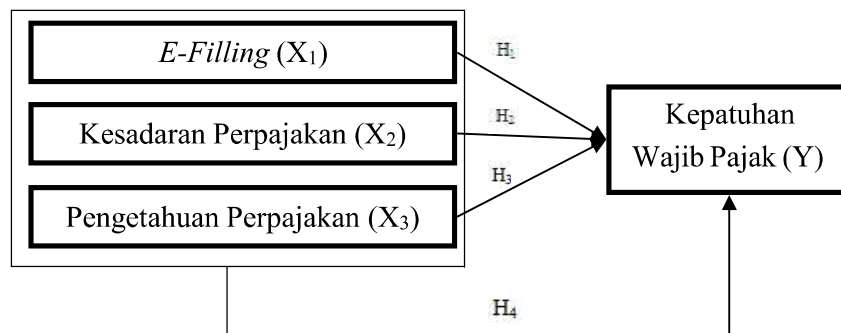 E-Filling (X₁)
H₁
Kesadaran Perpajakan (X₂)
H₂
Kepatuhan
Wajib Pajak (Y)
Pengetahuan Perpajakan (X₃)
H₃
H₄